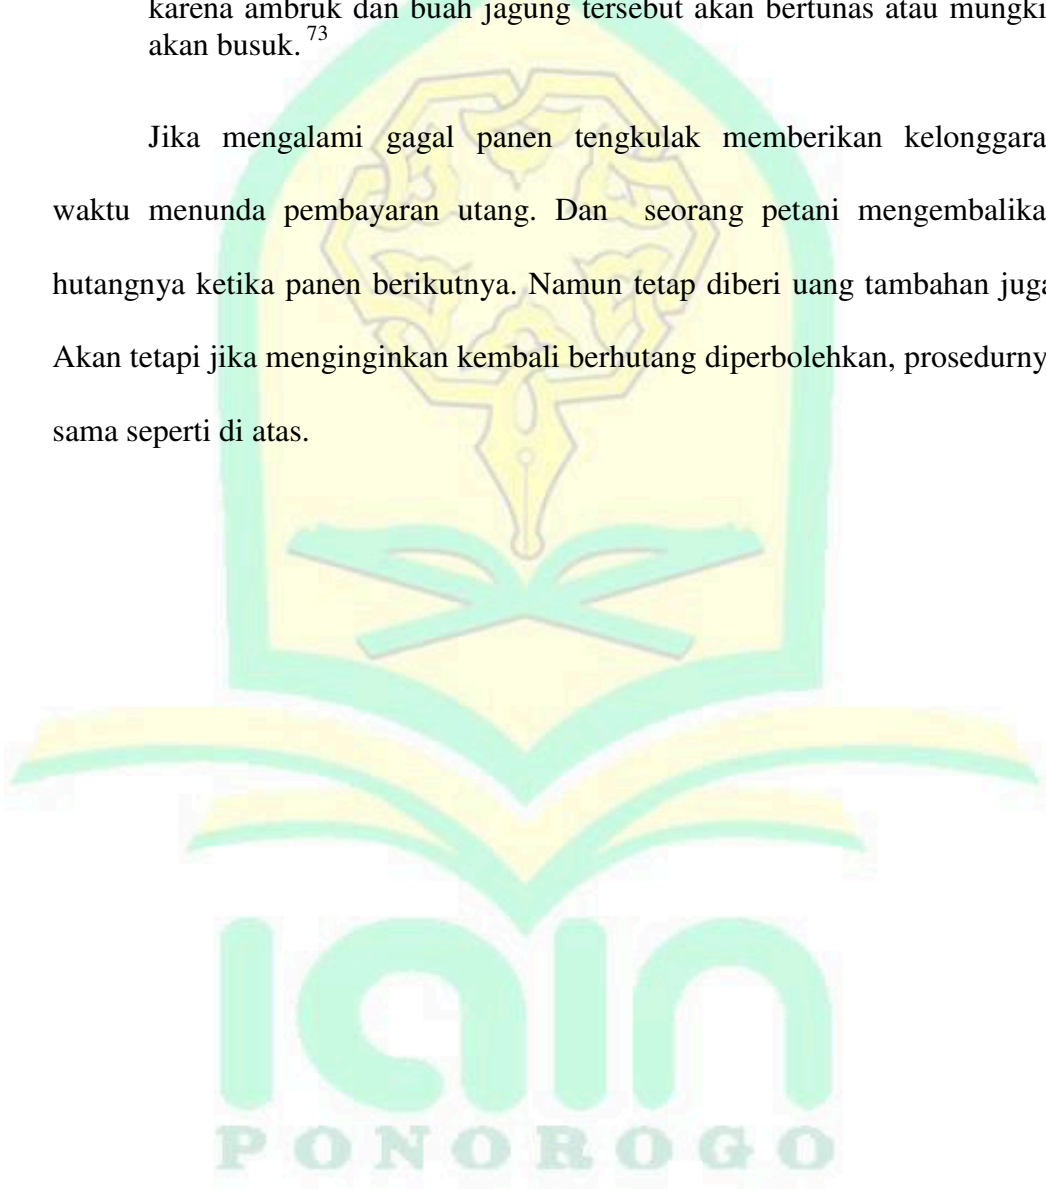 karena ambruk dan buah jagung tersebut akan bertunas atau mungki
akan busuk. 73
Jika mengalami gagal panen tengkulak memberikan kelonggara
waktu menunda pembayaran utang. Dan seorang petani mengembalika
hutangnya ketika panen berikutnya. Namun tetap diberi uang tambahan juga
Akan tetapi jika menginginkan kembali berhutang diperbolehkan, prosedurny
sama seperti di atas.
iain
PONOROGO